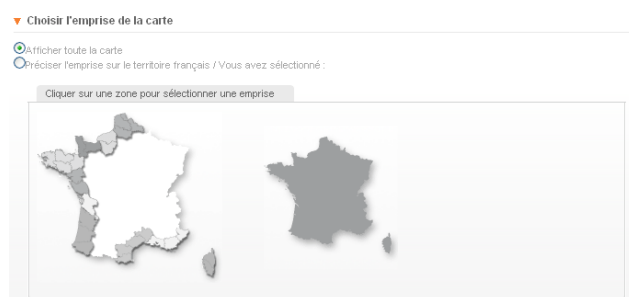 Choisir l'emprise de la carte
Afficher toute la carte
Préciser l'emprise sur le territoire français / Vous avez sélectionné :
Cliquer sur une zone pour sélectionner une emprise